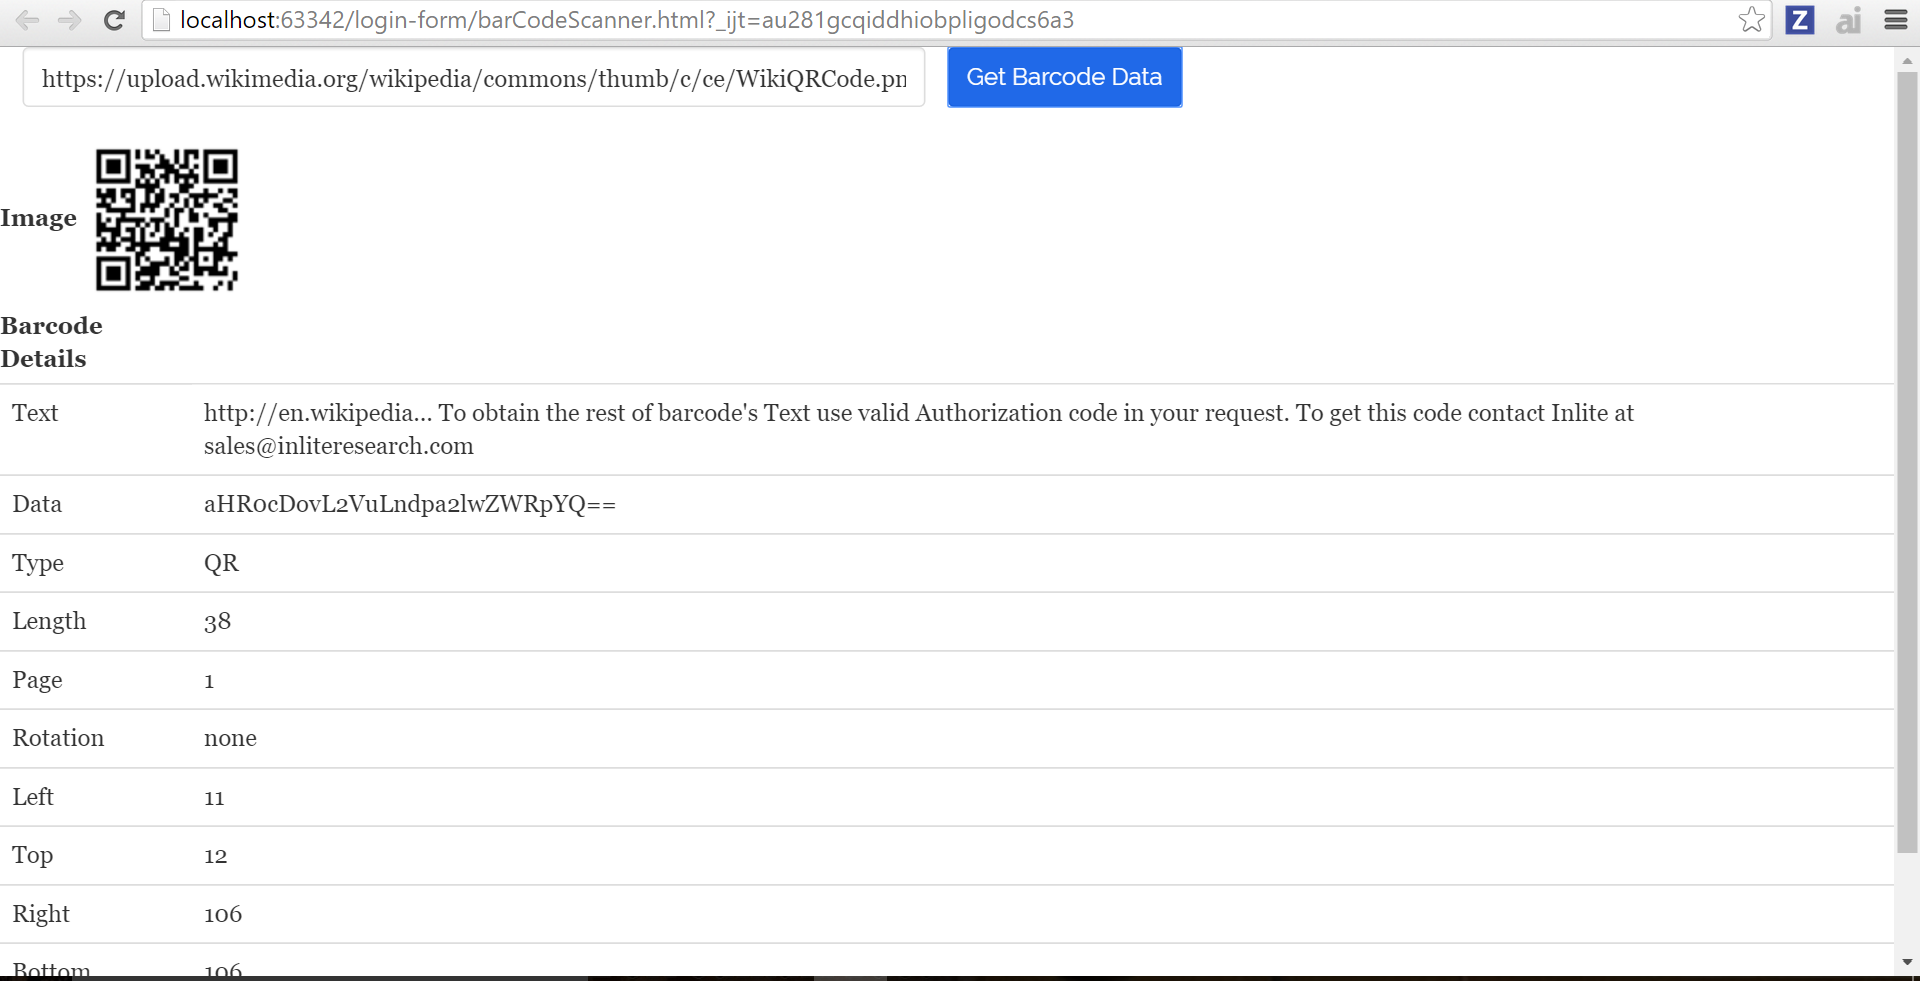 localhost:63342/login-form/barCodeScanner.html?_ijt=au281gcqiddhiobpligodcs6a3
Z
ai
https://upload.wikimedia.org/wikipedia/commons/thumb/c/ce/WikiQRCode.pn
Get Barcode Data
Image
Barcode
Details
Text
http://en.wikipedia... To obtain the rest of barcode's Text use valid Authorization code in your request. To get this code contact Inlite at
sales@inliteresearch.com
Data aHR0cDovL2VuLndpa2lwZWRpYQ==
Type QR
Length 38
Page 1
Rotation none
Left 11
Top 12
Right 106
Bottom 106